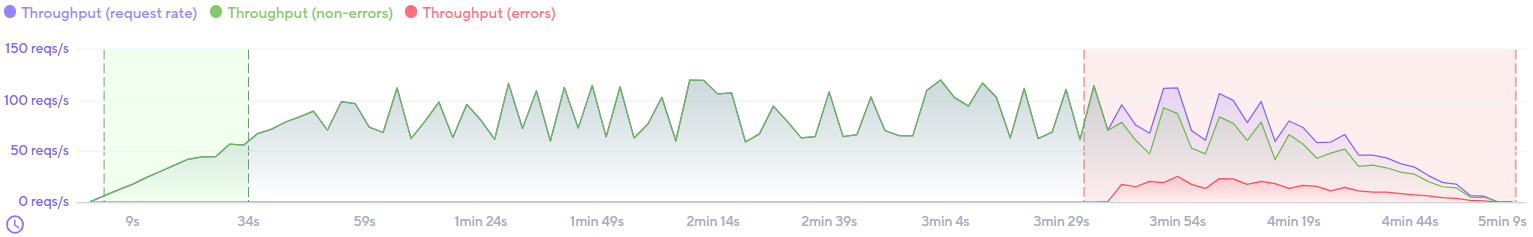 Throughput (request rate) Throughput (non-errors) Throughput (errors)
150 reqs/s
100 reqs/s
50 reqs/s
0 reqs/s
9s 34s 59s 1min 24s 1min 49s 2min 14s 2min 39s 3min 4s 3min 29s 3min 54s 4min 19s 4min 44s 5min 9s